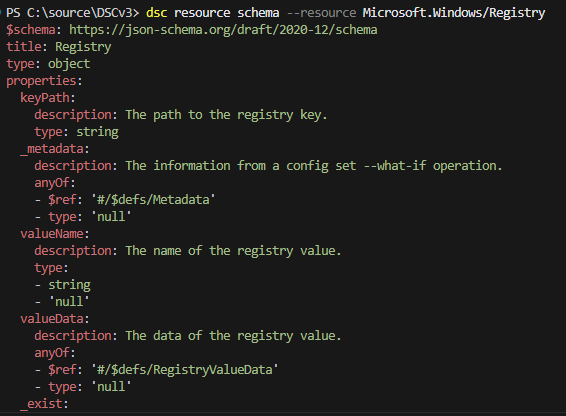 PS C:\source\DSCv3> dsc resource schema --resource Microsoft.Windows/Registry
$schema: https://json-schema.org/draft/2020-12/schema
title: Registry
type: object
properties:
  keyPath:
    description: The path to the registry key.
    type: string
  _metadata:
    description: The information from a config set --what-if operation.
    anyOf:
    - $ref: '#/$defs/Metadata'
    - type: 'null'
  valueName:
    description: The name of the registry value.
    type:
    - string
    - 'null'
  valueData:
    description: The data of the registry value.
    anyOf:
    - $ref: '#/$defs/RegistryValueData'
    - type: 'null'
  _exist: